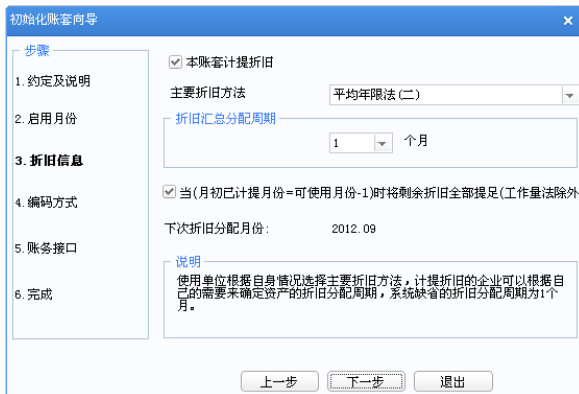 初始化账套向导
步骤
1. 约定及说明
2. 启用月份
3. 折旧信息
4. 编码方式
5. 账务接口
6. 完成
本账套计提折旧
主要折旧方法
平均年限法(二)
折旧汇总分配周期
1 个月
当(月初已计提月份=可使用月份-1)时将剩余折旧全部提足(工作量法除外
下次折旧分配月份: 2012.09
说明
使用单位根据自身情况选择主要折旧方法，计提折旧的企业可以根据自
己的需要来确定资产的折旧分配周期，系统缺省的折旧分配周期为1个
月。
上一步 下一步 退出